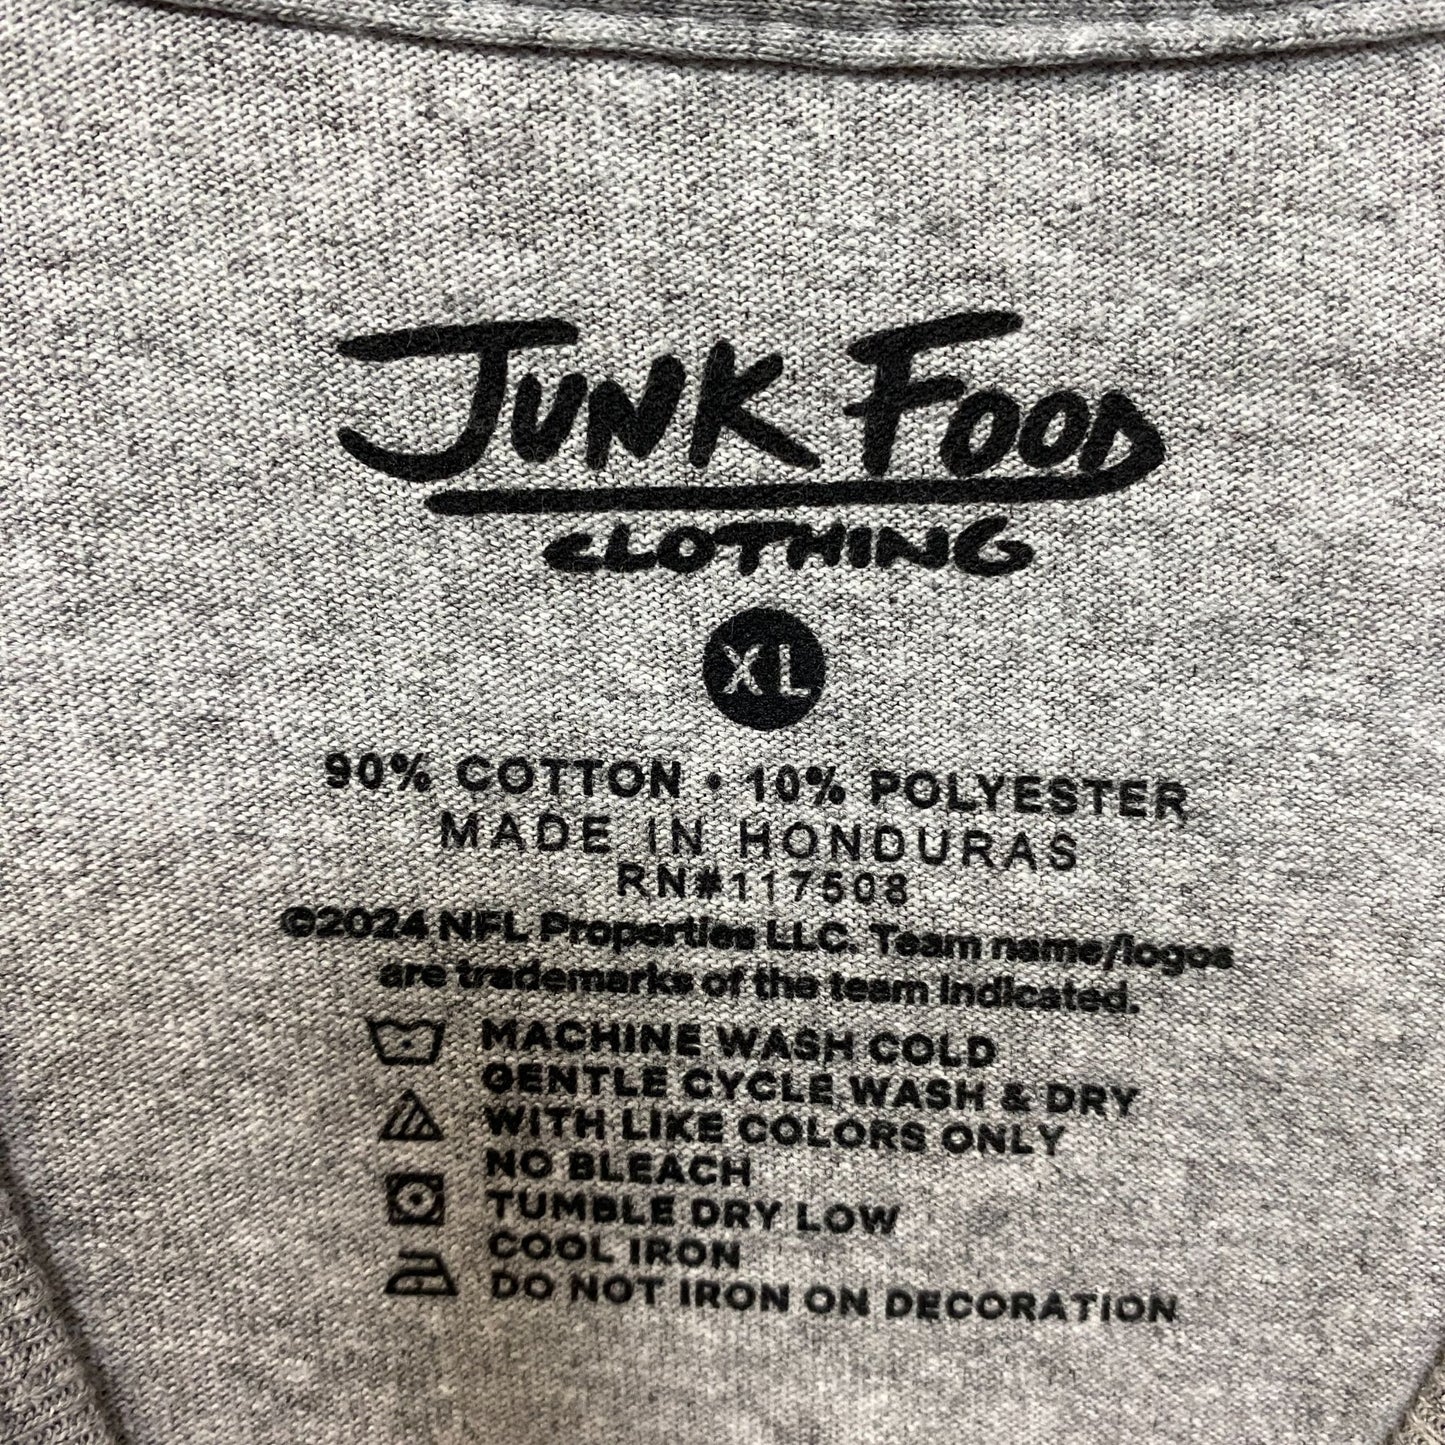 JUNK FOOD
CLOTHING
XL
90% COTTON • 10% POLYESTER
MADE IN HONDURAS
RN#117508
©2024 NFL Properties LLC. Team name/logos
are trademarks of the team indicated.
MACHINE WASH COLD
GENTLE CYCLE WASH & DRY
WITH LIKE COLORS ONLY
NO BLEACH
TUMBLE DRY LOW
COOL IRON
DO NOT IRON ON DECORATION